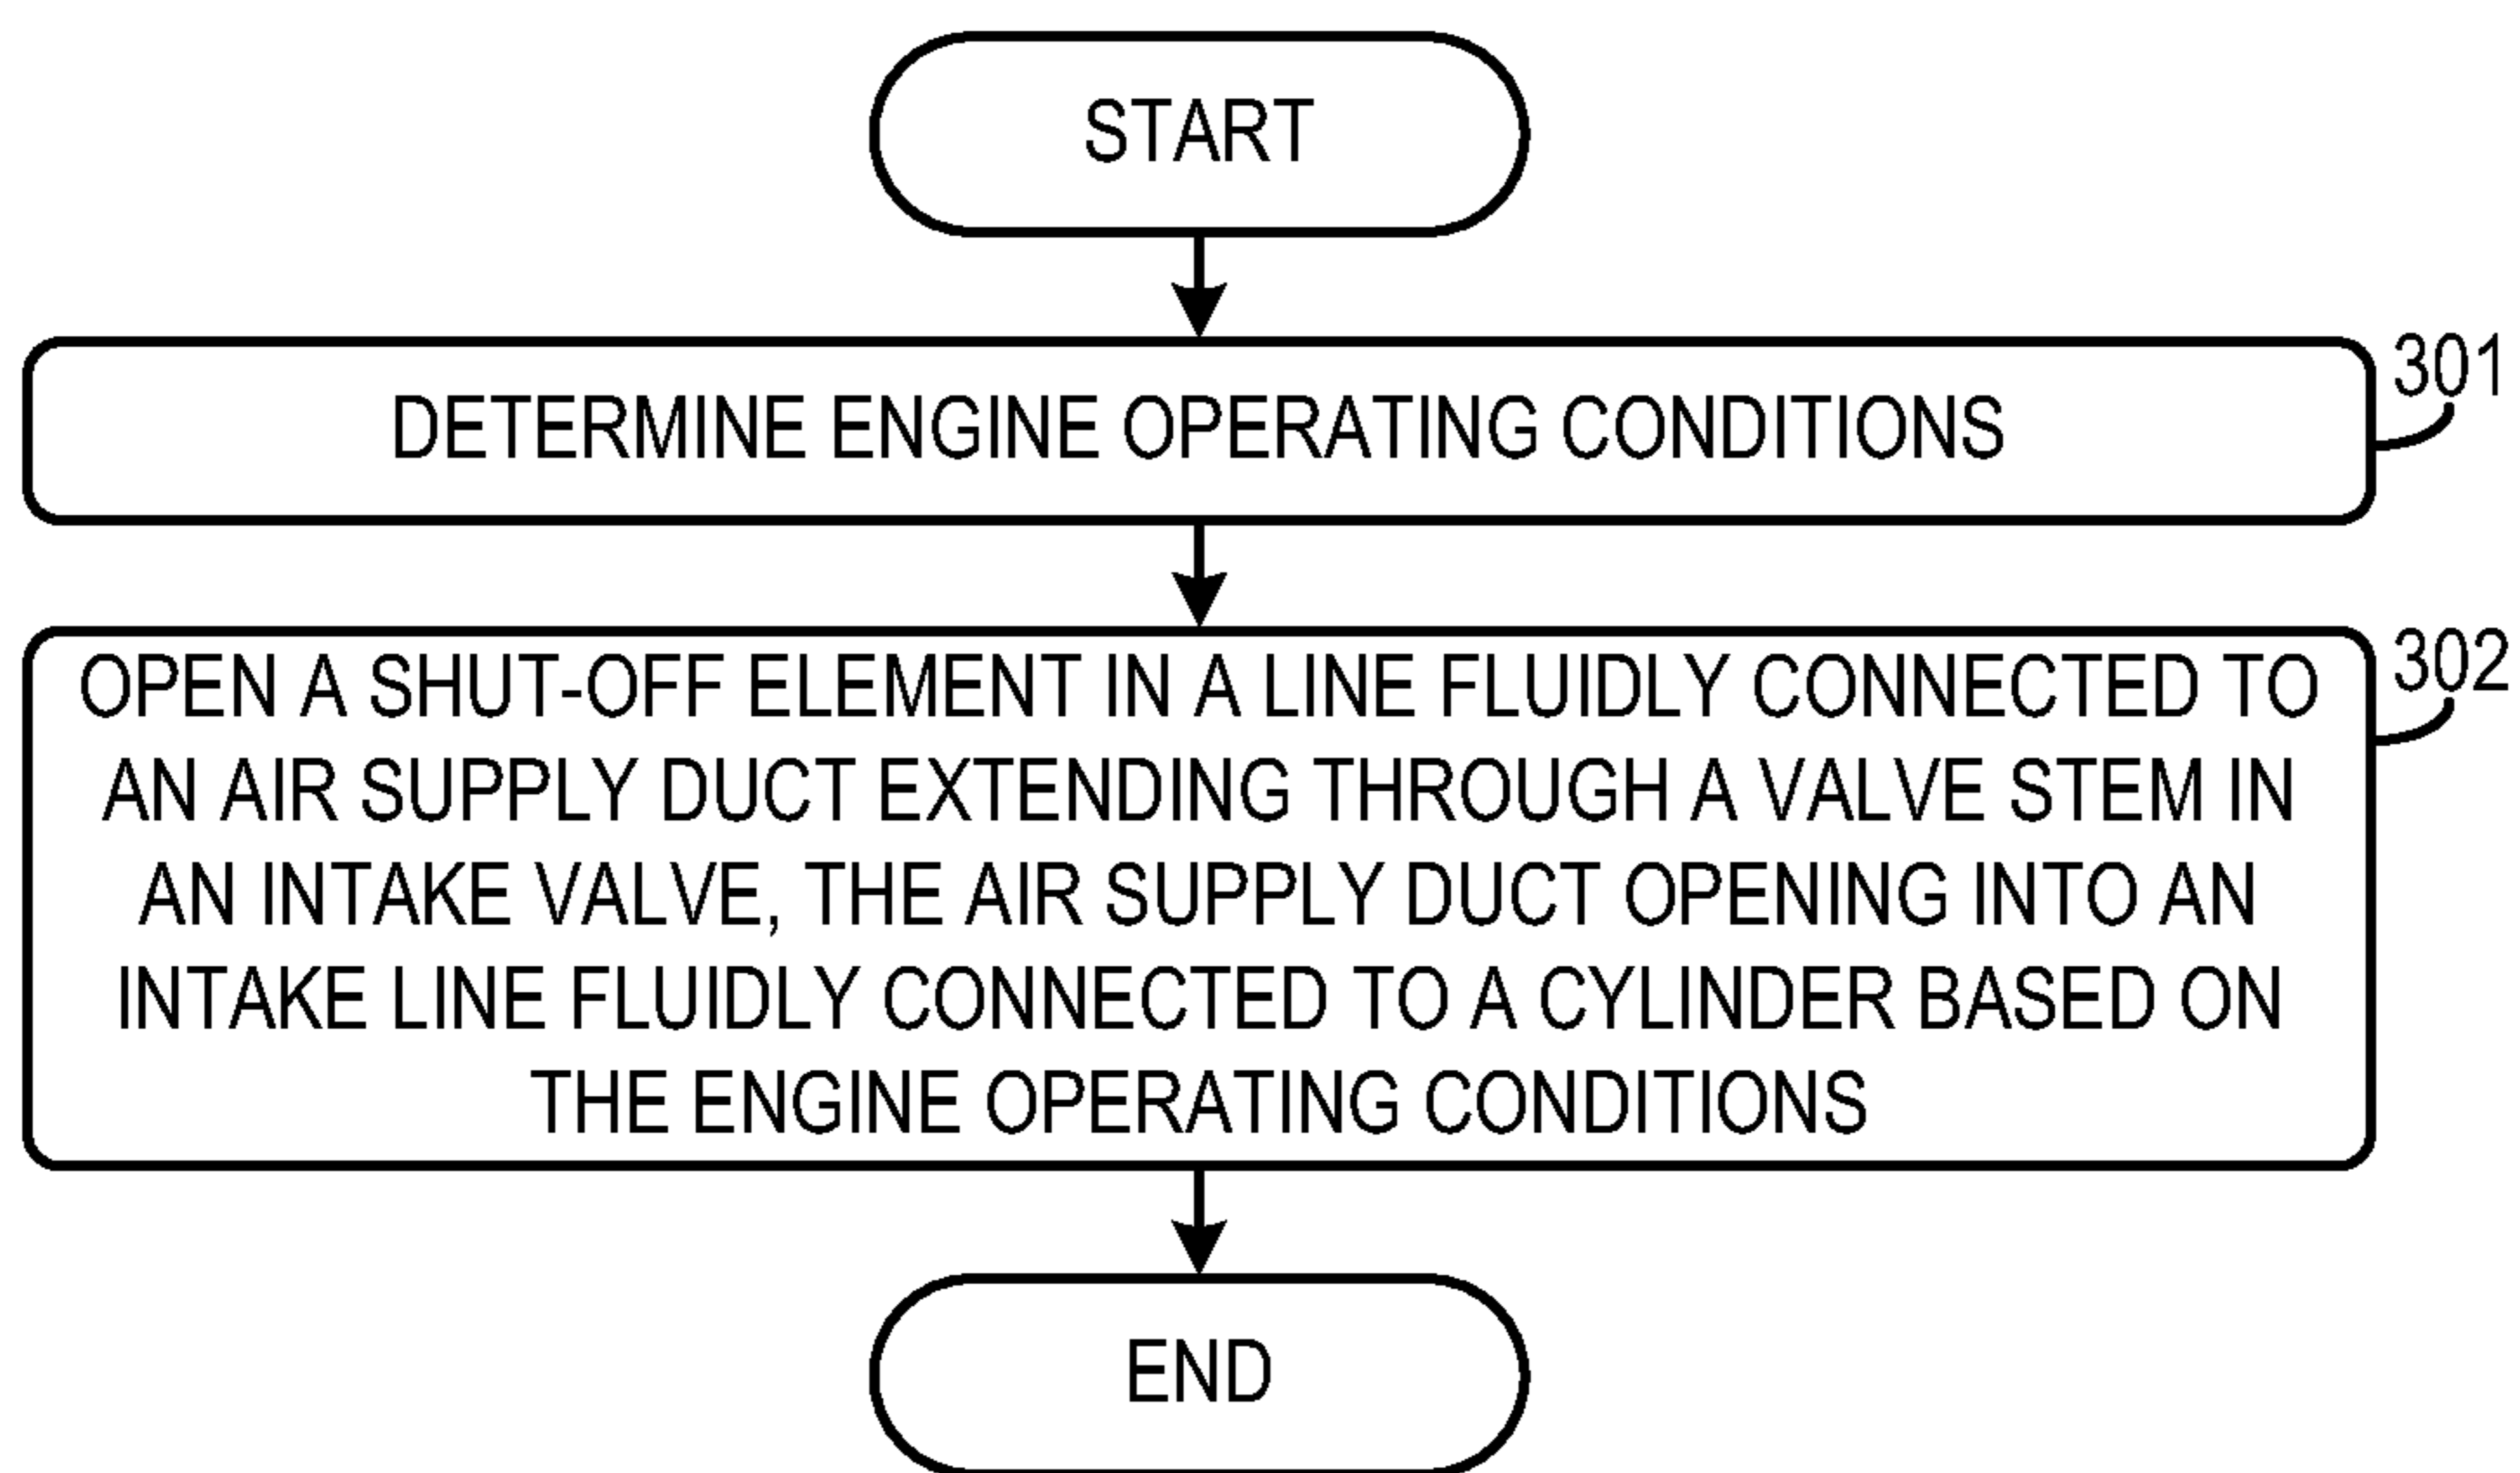 START
DETERMINE ENGINE OPERATING CONDITIONS
301
OPEN A SHUT-OFF ELEMENT IN A LINE FLUIDLY CONNECTED TO
AN AIR SUPPLY DUCT EXTENDING THROUGH A VALVE STEM IN
AN INTAKE VALVE, THE AIR SUPPLY DUCT OPENING INTO AN
INTAKE LINE FLUIDLY CONNECTED TO A CYLINDER BASED ON
THE ENGINE OPERATING CONDITIONS
302
END